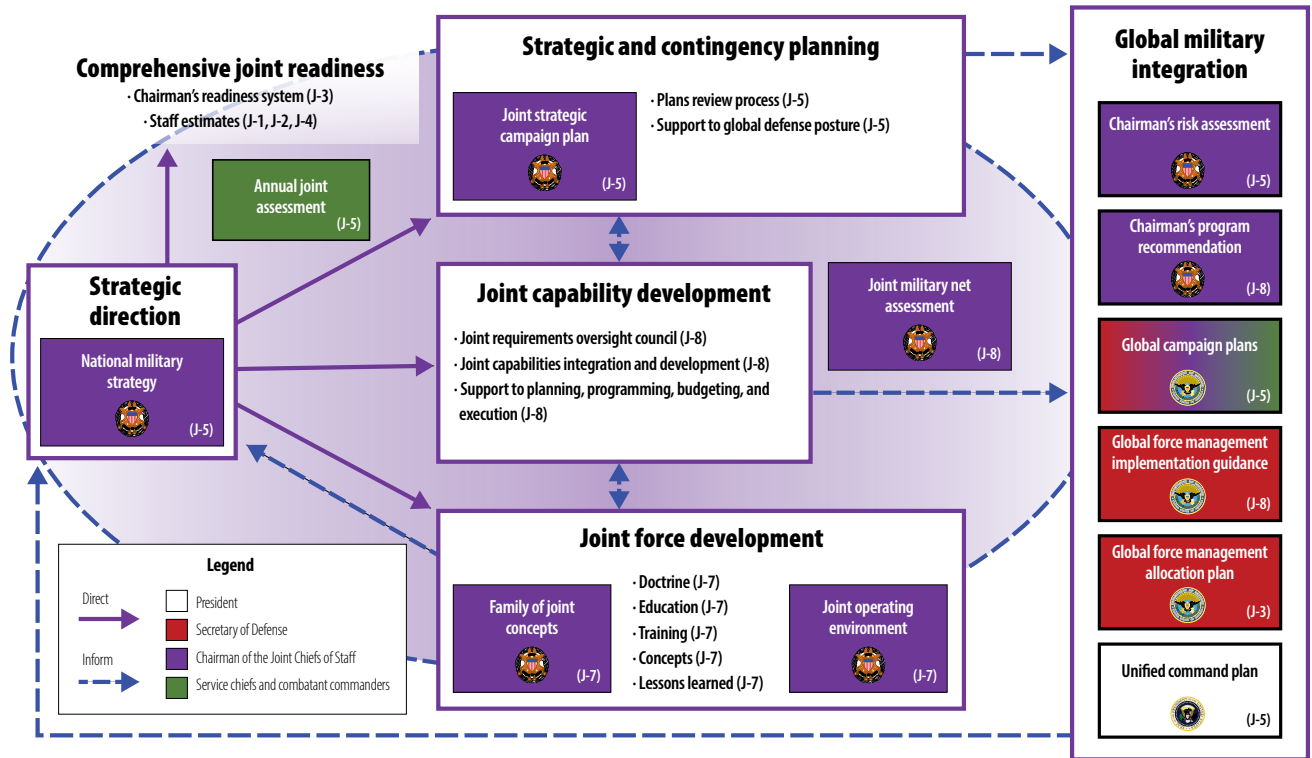 Comprehensive joint readiness
· Chairman's readiness system (J-3)
· Staff estimates (J-1, J-2, J-4)
Annual joint
assessment
(J-5)
Strategic and contingency planning
Joint strategic
campaign plan
(J-5)
· Plans review process (J-5)
· Support to global defense posture (J-5)
Strategic
direction
National military
strategy
(J-5)
Joint capability development
· Joint requirements oversight council (J-8)
· Joint capabilities integration and development (J-8)
· Support to planning, programming, budgeting, and
execution (J-8)
Joint military net
assessment
(J-8)
Joint force development
Family of joint
concepts
(J-7)
· Doctrine (J-7)
· Education (J-7)
· Training (J-7)
· Concepts (J-7)
· Lessons learned (J-7)
Joint operating
environment
(J-7)
Global military
integration
Chairman's risk assessment
(J-5)
Chairman's program
recommendation
(J-8)
Global campaign plans
(J-5)
Global force management
implementation guidance
(J-8)
Global force management
allocation plan
(J-3)
Unified command plan
(J-5)
Legend
Direct
Inform
President
Secretary of Defense
Chairman of the Joint Chiefs of Staff
Service chiefs and combatant commanders